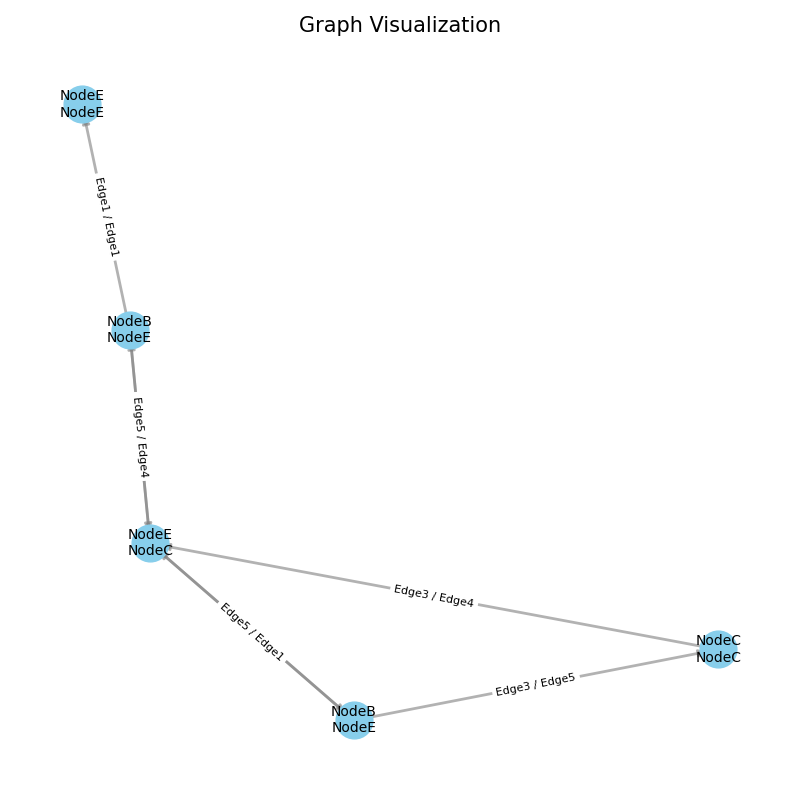 Graph Visualization
NodeE
NodeE
Edge1 / Edge1
NodeB
NodeE
Edge5 / Edge4
NodeE
NodeC
Edge3 / Edge4
Edge5 / Edge1
NodeC
NodeC
Edge3 / Edge5
NodeB
NodeE